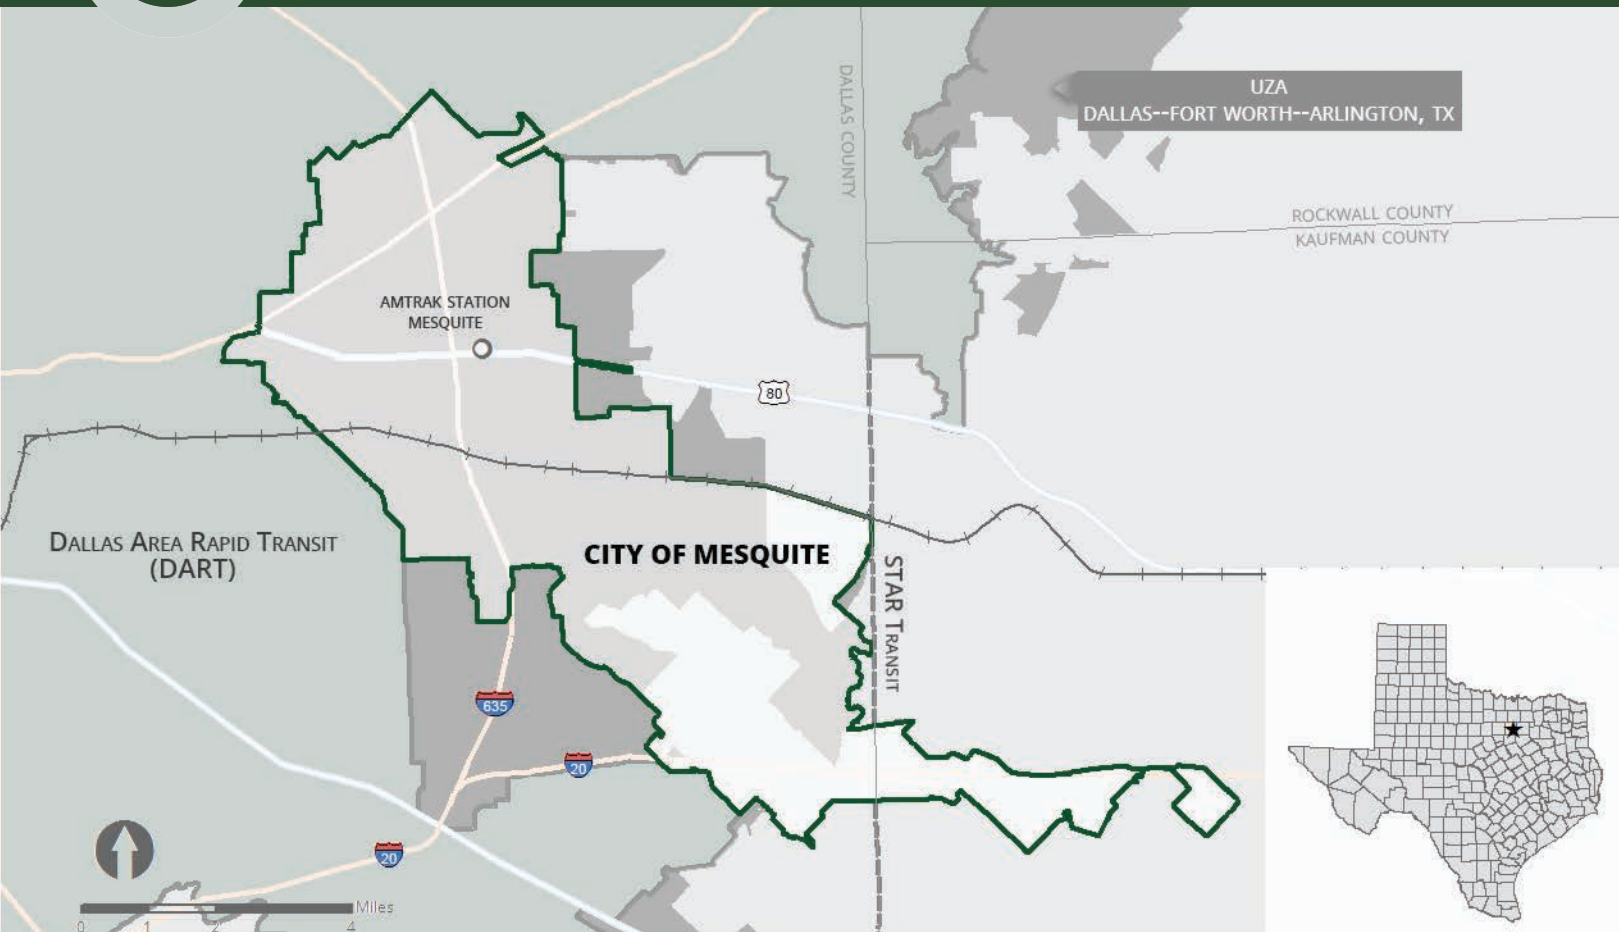 DALLAS COUNTY
UZA
DALLAS--FORT WORTH--ARLINGTON, TX
ROCKWALL COUNTY
KAUFMAN COUNTY
AMTRAK STATION
MESQUITE
80
DALLAS AREA RAPID TRANSIT
(DART)
CITY OF MESQUITE
STAR TRANSIT
635
20
20
Miles
0 1 2 4